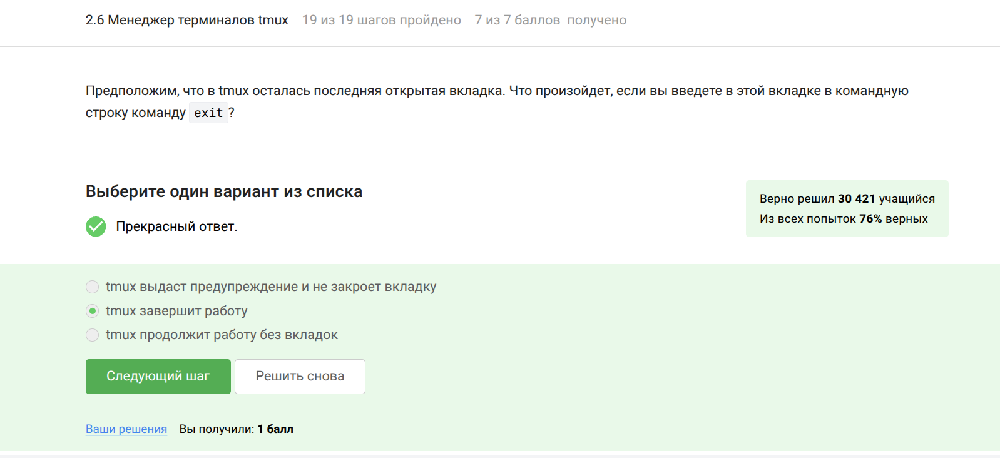 2.6 Менеджер терминалов tmux 19 из 19 шагов пройдено 7 из 7 баллов получено
Предположим, что в tmux осталась последняя открытая вкладка. Что произойдет, если вы введете в этой вкладке в командную
строку команду exit?
Выберите один вариант из списка
Прекрасный ответ.
Верно решил 30 421 учащийся
Из всех попыток 76% верных
tmux выдаст предупреждение и не закроет вкладку
tmux завершит работу
tmux продолжит работу без вкладок
Следующий шаг Решить снова
Ваши решения Вы получили: 1 балл